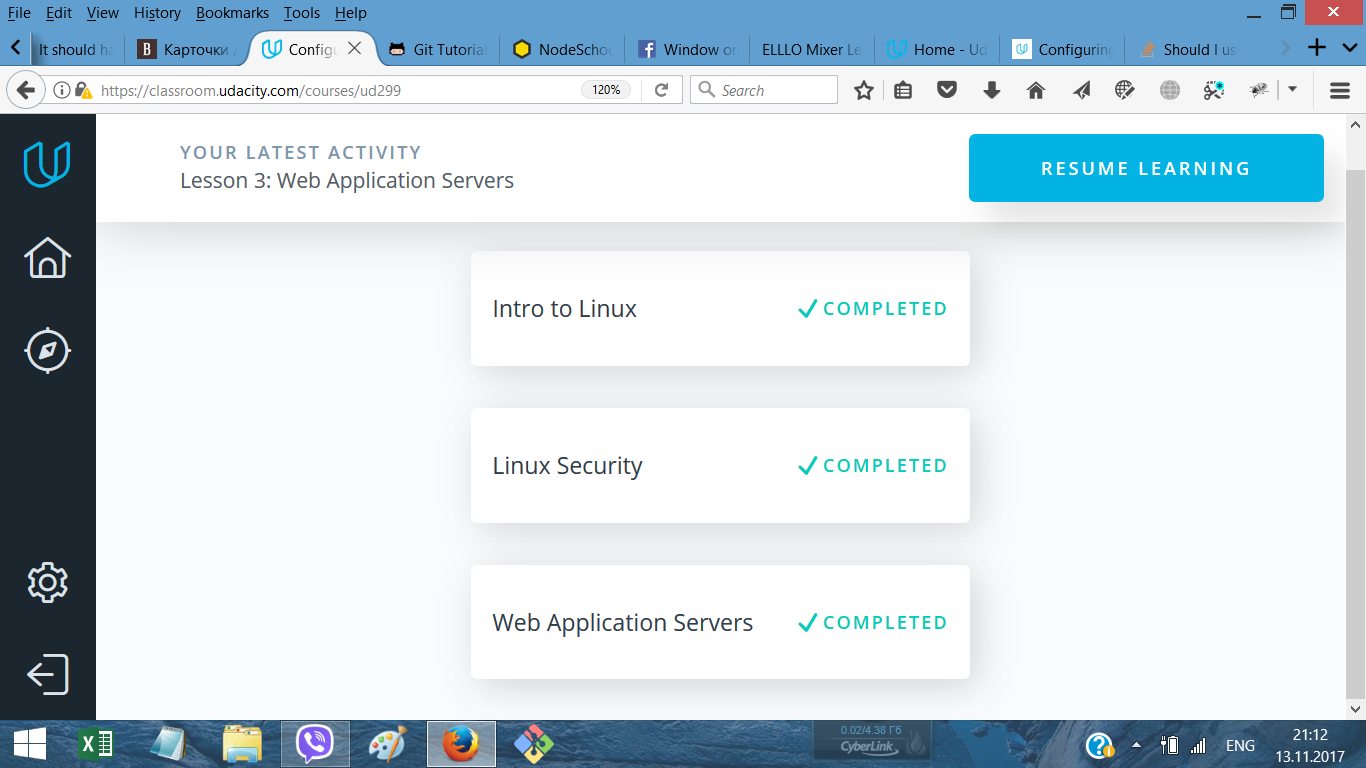 File Edit View History Bookmarks Tools Help
It should ha
Карточки д
Configu
Git Tutorial
NodeSchoo
Window on
ELLLO Mixer Le
Home - Ud
Configuring
Should I us
https://classroom.udacity.com/courses/ud299
120%
Search
YOUR LATEST ACTIVITY
Lesson 3: Web Application Servers
RESUME LEARNING
Intro to Linux
COMPLETED
Linux Security
COMPLETED
Web Application Servers
COMPLETED
0.02/4.38 Гб
CyberLink
ENG
21:12
13.11.2017